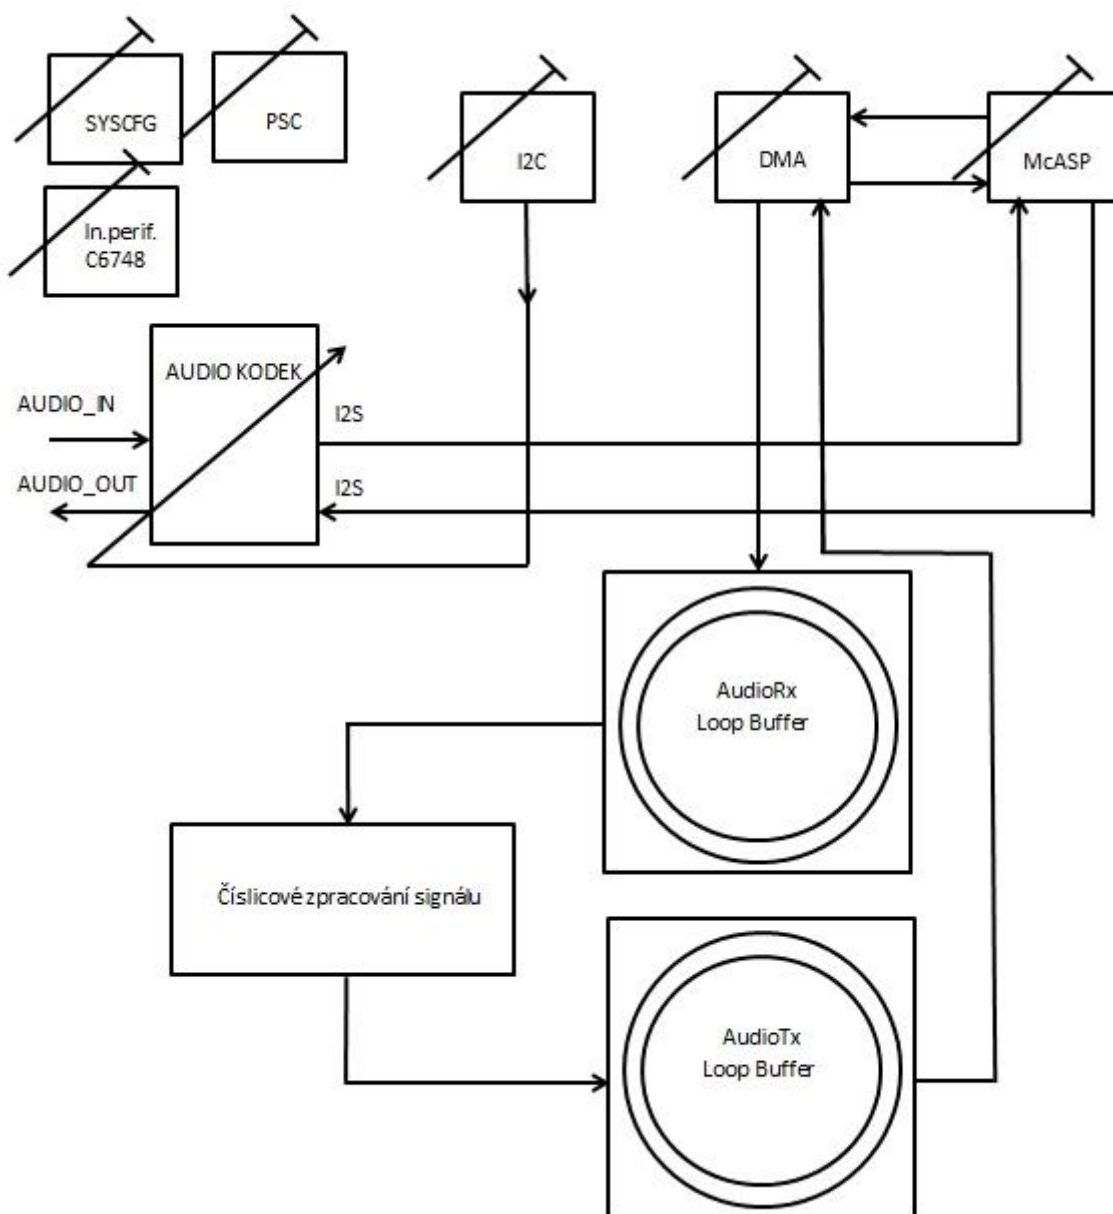 SYSCFG
PSC
I2C
DMA
McASP
In.perif.
C6748
AUDIO KODEK
AUDIO_IN
I2S
AUDIO_OUT
I2S
AudioRx
Loop Buffer
Číslicové zpracování signálu
AudioTx
Loop Buffer